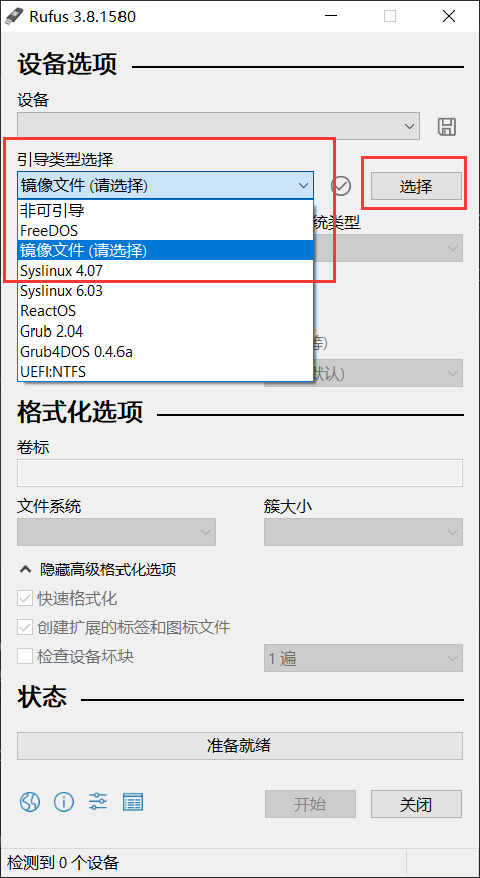 Rufus 3.8.1580
设备选项
设备
引导类型选择
镜像文件 (请选择)
选择
非可引导
FreeDOS
镜像文件 (请选择)
Syslinux 4.07
Syslinux 6.03
ReactOS
Grub 2.04
Grub4DOS 0.4.6a
UEFI:NTFS
统类型
等)
默认)
格式化选项
卷标
文件系统
簇大小
隐藏高级格式化选项
快速格式化
创建扩展的标签和图标文件
检查设备坏块
1 遍
状态
准备就绪
开始
关闭
检测到 0 个设备